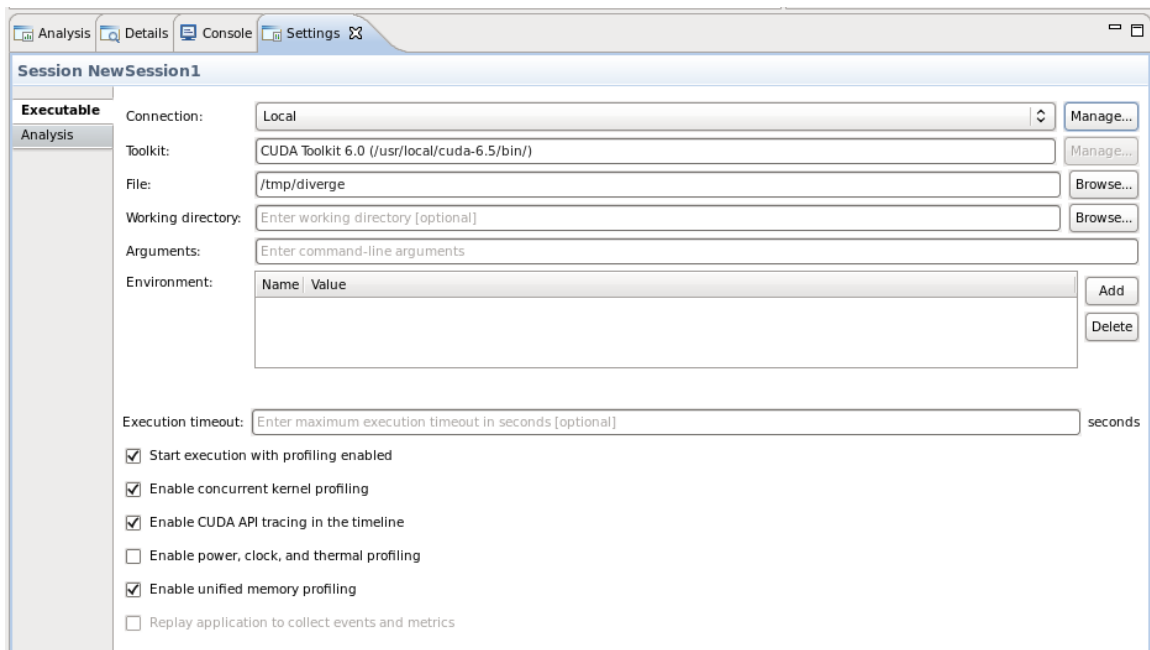 Analysis Details Console Settings
Session NewSession1
Executable
Analysis
Connection: Local Manage...
Toolkit: CUDA Toolkit 6.0 (/usr/local/cuda-6.5/bin/) Manage...
File: /tmp/diverge Browse...
Working directory: Enter working directory [optional] Browse...
Arguments: Enter command-line arguments
Environment: Name Value Add
Delete
Execution timeout: Enter maximum execution timeout in seconds [optional] seconds
Start execution with profiling enabled
Enable concurrent kernel profiling
Enable CUDA API tracing in the timeline
Enable power, clock, and thermal profiling
Enable unified memory profiling
Replay application to collect events and metrics